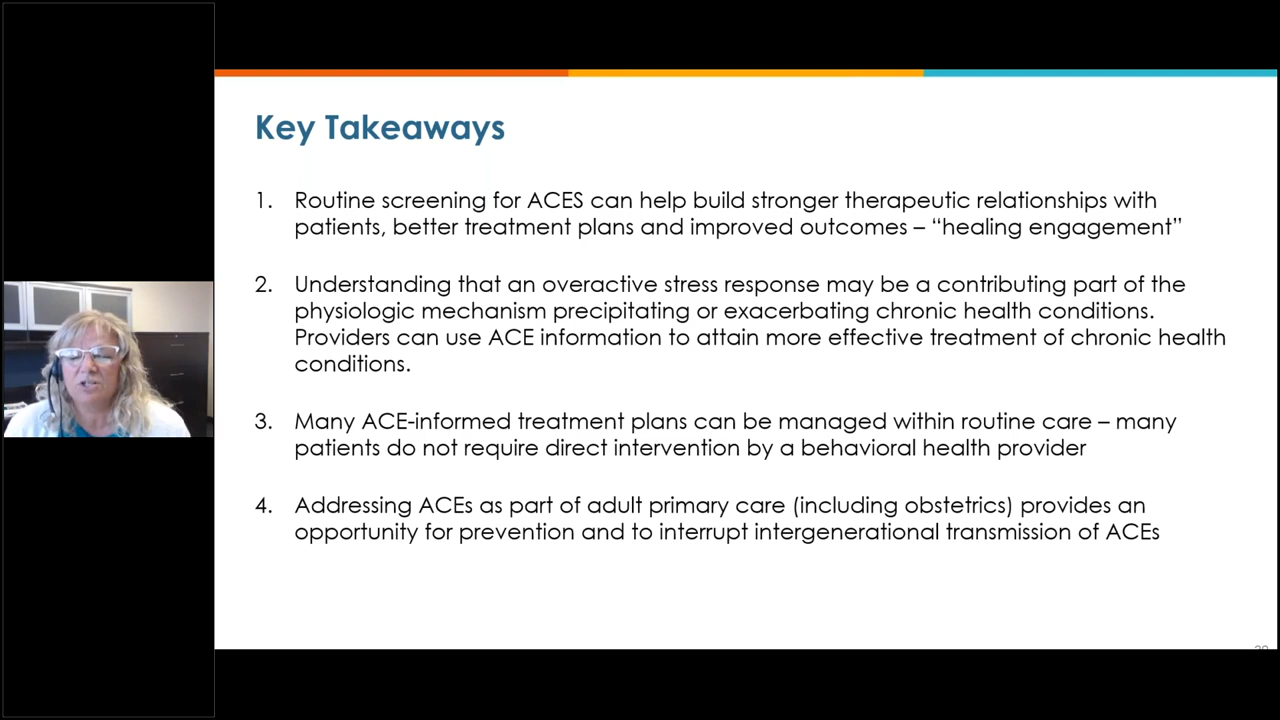 Key Takeaways
1. Routine screening for ACES can help build stronger therapeutic relationships with
patients, better treatment plans and improved outcomes – “healing engagement”
2. Understanding that an overactive stress response may be a contributing part of the
physiologic mechanism precipitating or exacerbating chronic health conditions.
Providers can use ACE information to attain more effective treatment of chronic health
conditions.
3. Many ACE-informed treatment plans can be managed within routine care – many
patients do not require direct intervention by a behavioral health provider
4. Addressing ACEs as part of adult primary care (including obstetrics) provides an
opportunity for prevention and to interrupt intergenerational transmission of ACEs